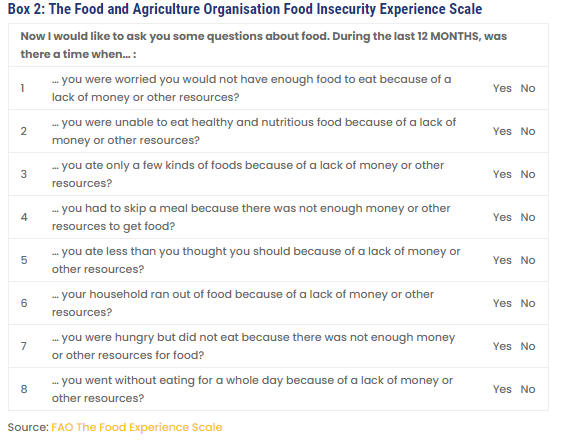 Box 2: The Food and Agriculture Organisation Food Insecurity Experience Scale
Now I would like to ask you some questions about food. During the last 12 MONTHS, was
there a time when... :
1 ... you were worried you would not have enough food to eat because of a
lack of money or other resources? Yes No
2 ... you were unable to eat healthy and nutritious food because of a lack of
money or other resources? Yes No
3 ... you ate only a few kinds of foods because of a lack of money or other
resources? Yes No
4 ... you had to skip a meal because there was not enough money or other
resources to get food? Yes No
5 ... you ate less than you thought you should because of a lack of money or
other resources? Yes No
6 ... your household ran out of food because of a lack of money or other
resources? Yes No
7 ... you were hungry but did not eat because there was not enough money
or other resources for food? Yes No
8 ... you went without eating for a whole day because of a lack of money or
other resources? Yes No
Source: FAO The Food Experience Scale